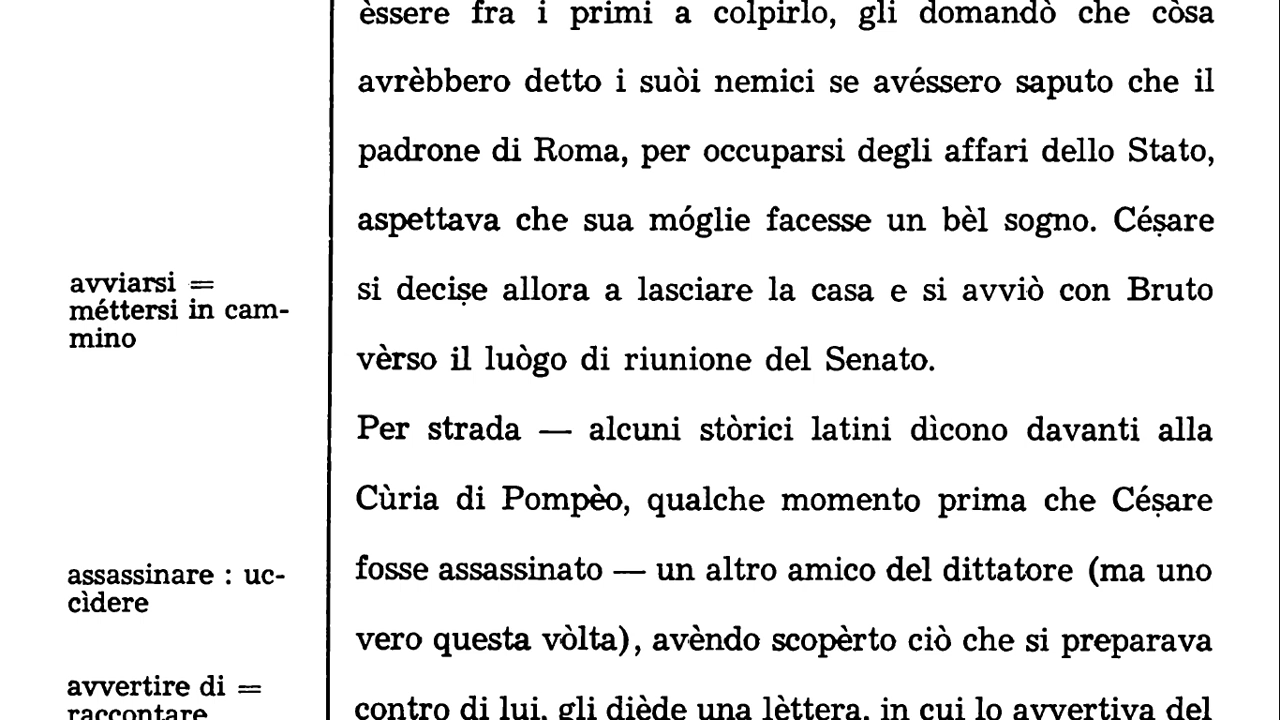 èssere fra i primi a colpirlo, gli domandò che còsa
avrèbbero detto i suòi nemici se avéssero saputo che il
padrone di Roma, per occuparsi degli affari dello Stato,
aspettava che sua móglie facesse un bèl sogno. Céṣare
si deciṣe allora a lasciare la casa e si avviò con Bruto
vèrso il luògo di riunione del Senato.
Per strada — alcuni stòrici latini dìcono davanti alla
Cùria di Pompèo, qualche momento prima che Céṣare
fosse assassinato — un altro amico del dittatore (ma uno
vero questa vòlta), avèndo scopèrto ciò che si preparava
contro di lui, gli diède una lèttera, in cui lo avvertiva del
avviarsi =
méttersi in cam-
mino
assassinare : uc-
cìdere
avvertire di =
raccontare